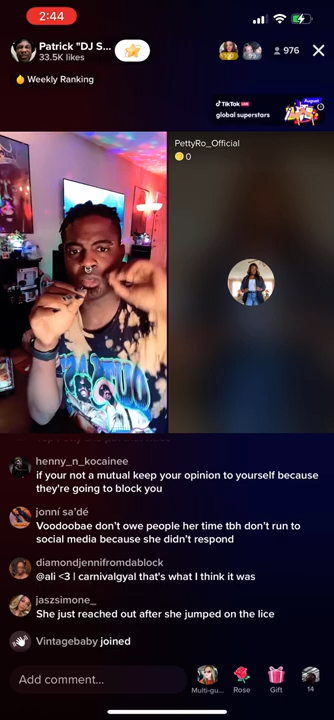 2:44
Patrick "DJ S...
33.5K likes
976
Weekly Ranking
TikTok LIVE
August
global superstars
PettyRo_Official
0
henny_n_kocainee
if your not a mutual keep your opinion to yourself because
they're going to block you
jonní sa'dé
Voodoobae don't owe people her time tbh don't run to
social media because she didn't respond
diamondjennifromdablock
@ali <3 | carnivalgyal that's what I think it was
jaszsimone_
She just reached out after she jumped on the lice
Vintagebaby joined
Add comment...
Multi-gu...
Rose
Gift
14